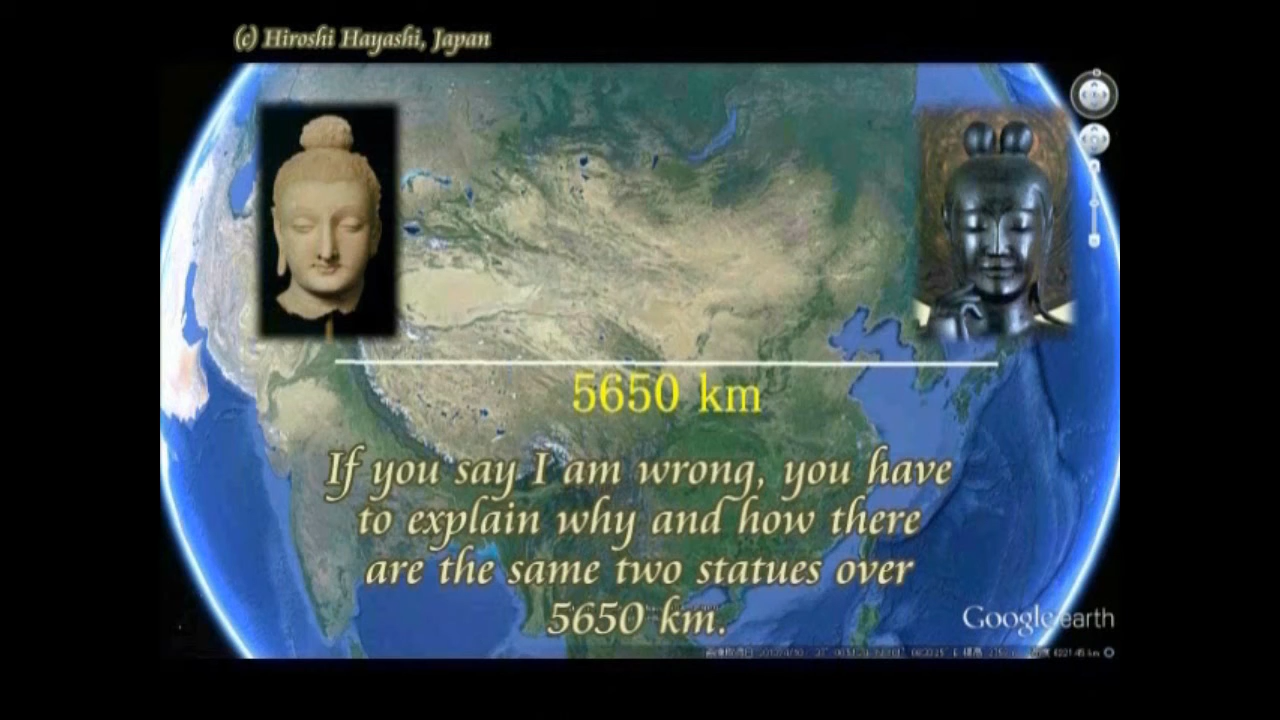 (c) Hiroshi Hayashi, Japan
5650 km
If you say I am wrong, you have
to explain why and how there
are the same two statues over
5650 km.
Google earth